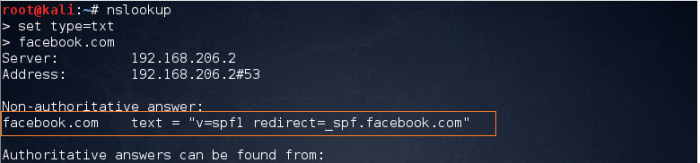 root@kali:~# nslookup
> set type=txt
> facebook.com
Server: 192.168.206.2
Address: 192.168.206.2#53
Non-authoritative answer:
facebook.com text = "v=spf1 redirect=_spf.facebook.com"
Authoritative answers can be found from: